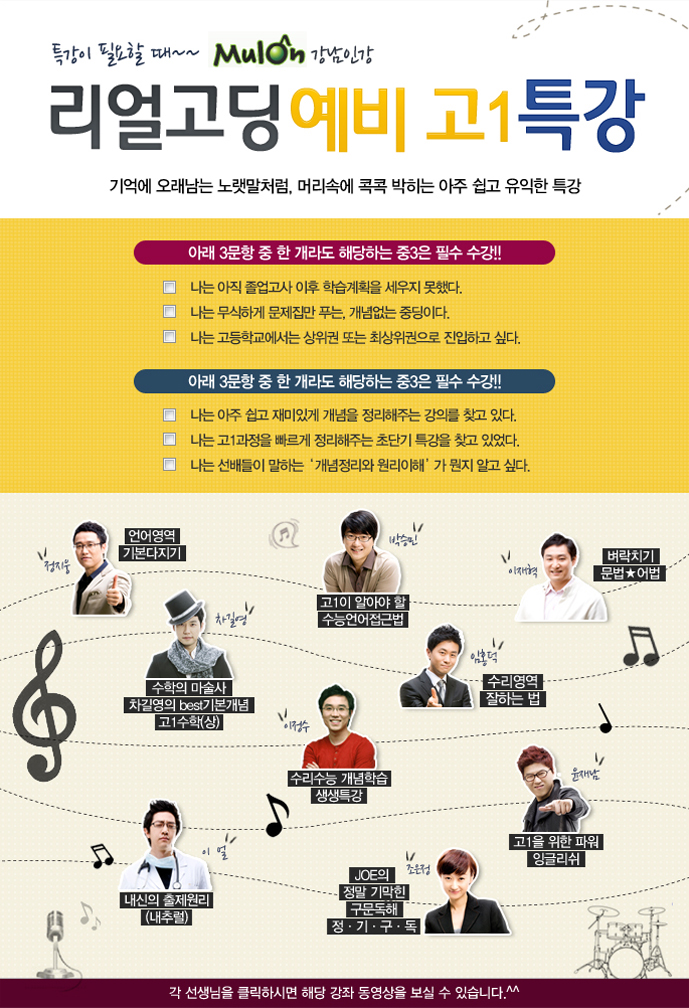 특강이 필요할 때~~ MulOn 강남인강
리얼고딩 예비 고1 특강
기억에 오래남는 노랫말처럼, 머리속에 콕콕 박히는 아주 쉽고 유익한 특강
아래 3문항 중 한 개라도 해당하는 중3은 필수 수강!!
나는 아직 졸업고사 이후 학습계획을 세우지 못했다.
나는 무식하게 문제집만 푸는, 개념없는 중딩이다.
나는 고등학교에서는 상위권 또는 최상위권으로 진입하고 싶다.
아래 3문항 중 한 개라도 해당하는 중3은 필수 수강!!
나는 아주 쉽고 재미있게 개념을 정리해주는 강의를 찾고 있다.
나는 고1과정을 빠르게 정리해주는 초단기 특강을 찾고 있었다.
나는 선배들이 말하는 '개념정리와 원리이해' 가 뭔지 알고 싶다.
정지웅
언어영역
기본다지기
박승민
고1이 알아야 할
수능언어접근법
이재혁
벼락치기
문법★어법
차길영
수학의 마술사
차길영의 best기본개념
고1수학(상)
임홍덕
수리영역
잘하는 법
이정수
수리수능 개념학습
생생특강
윤재남
고1을 위한 파워
잉글리쉬
이 멸
내신의 출제원리
(내추럴)
조은정
JOE의
정말 기막힌
구문독해
정·기·구·독
각 선생님을 클릭하시면 해당 강좌 동영상을 보실 수 있습니다.^^